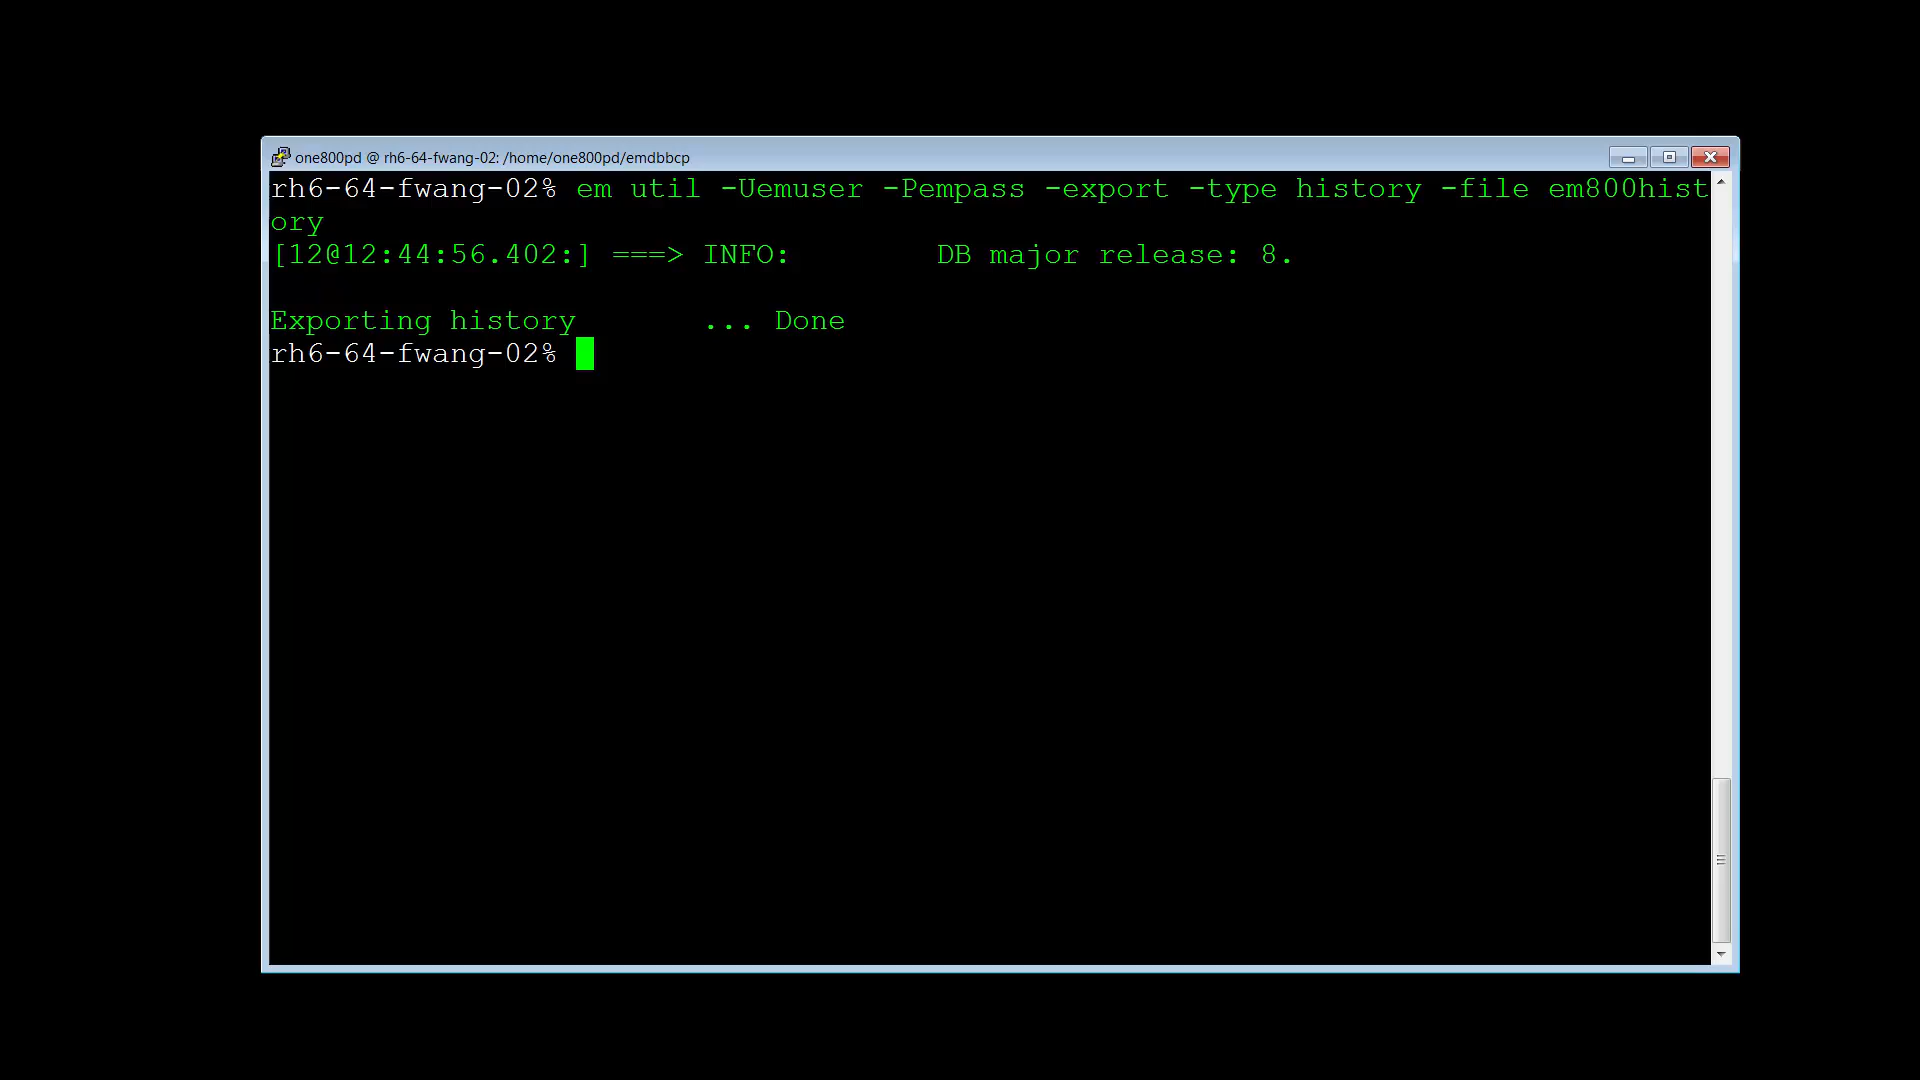 one800pd @ rh6-64-fwang-02: /home/one800pd/emdbbcp
rh6-64-fwang-02% em util -Uemuser -Pempass -export -type history -file em800hist
ory
[12@12:44:56.402:] ===> INFO:        DB major release: 8.
Exporting history       ... Done
rh6-64-fwang-02%